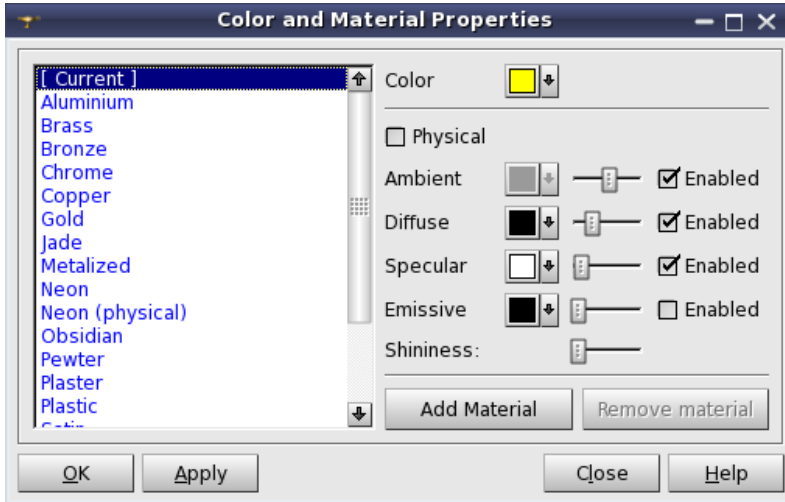 Color and Material Properties
[ Current ]
Aluminium
Brass
Bronze
Chrome
Copper
Gold
Jade
Metalized
Neon
Neon (physical)
Obsidian
Pewter
Plaster
Plastic
Color
Physical
Ambient Enabled
Diffuse Enabled
Specular Enabled
Emissive Enabled
Shininess:
Add Material Remove material
OK Apply Close Help